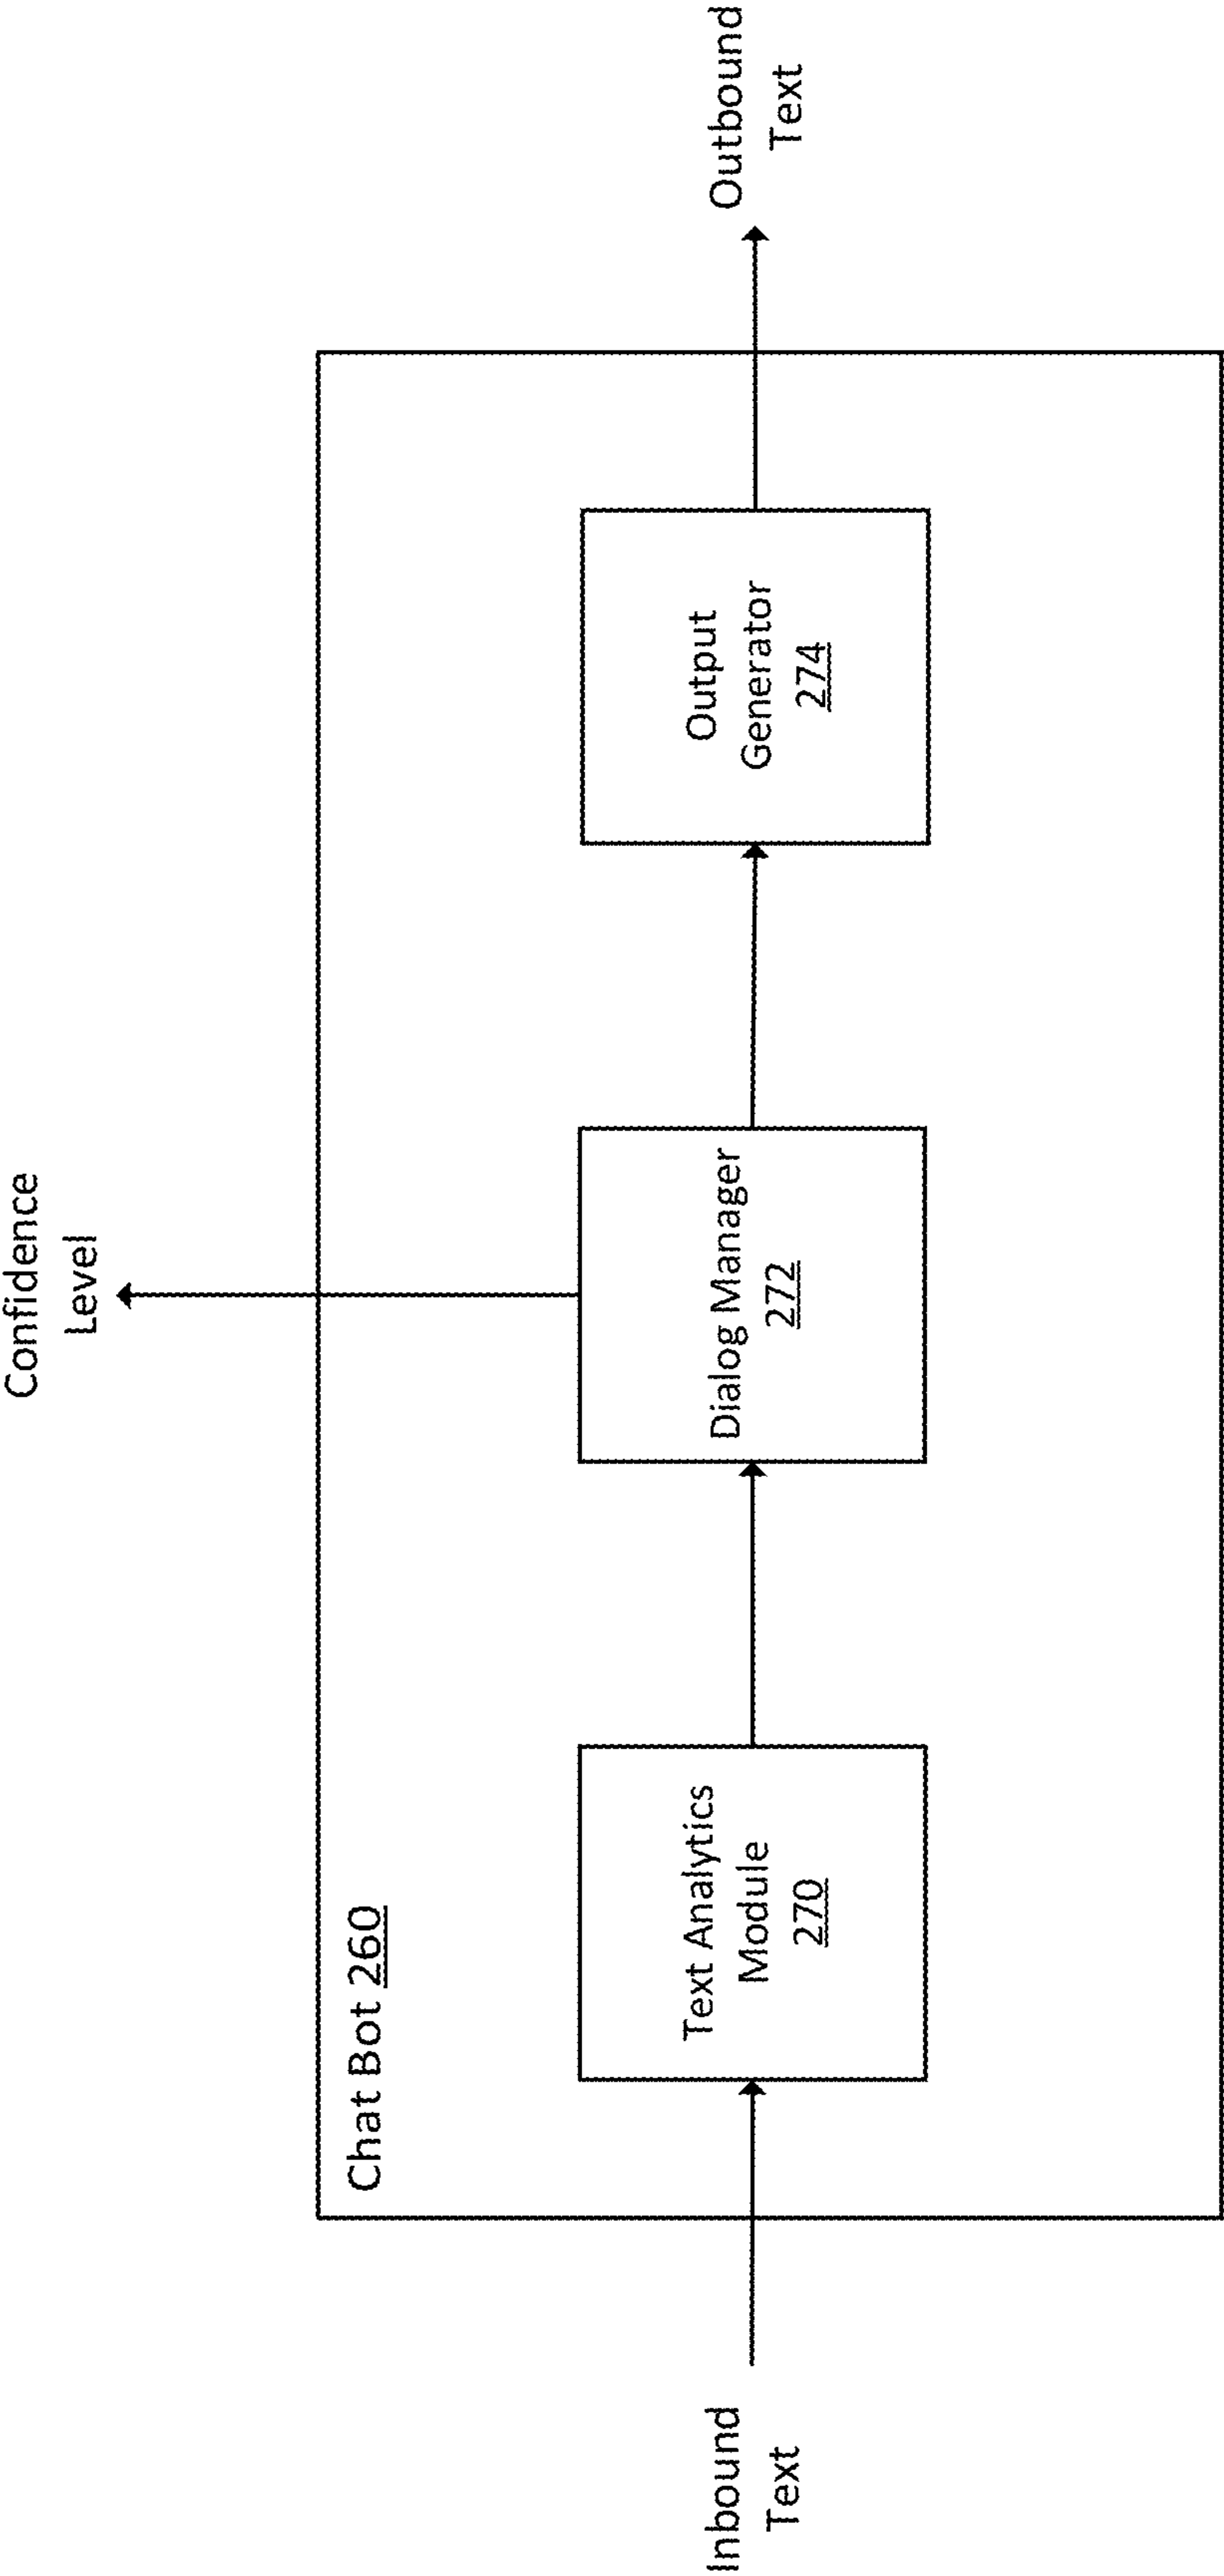 Confidence
Level
Chat Bot 260
Inbound
Text
Text Analytics
Module
270
Dialog Manager
272
Output
Generator
274
Outbound
Text